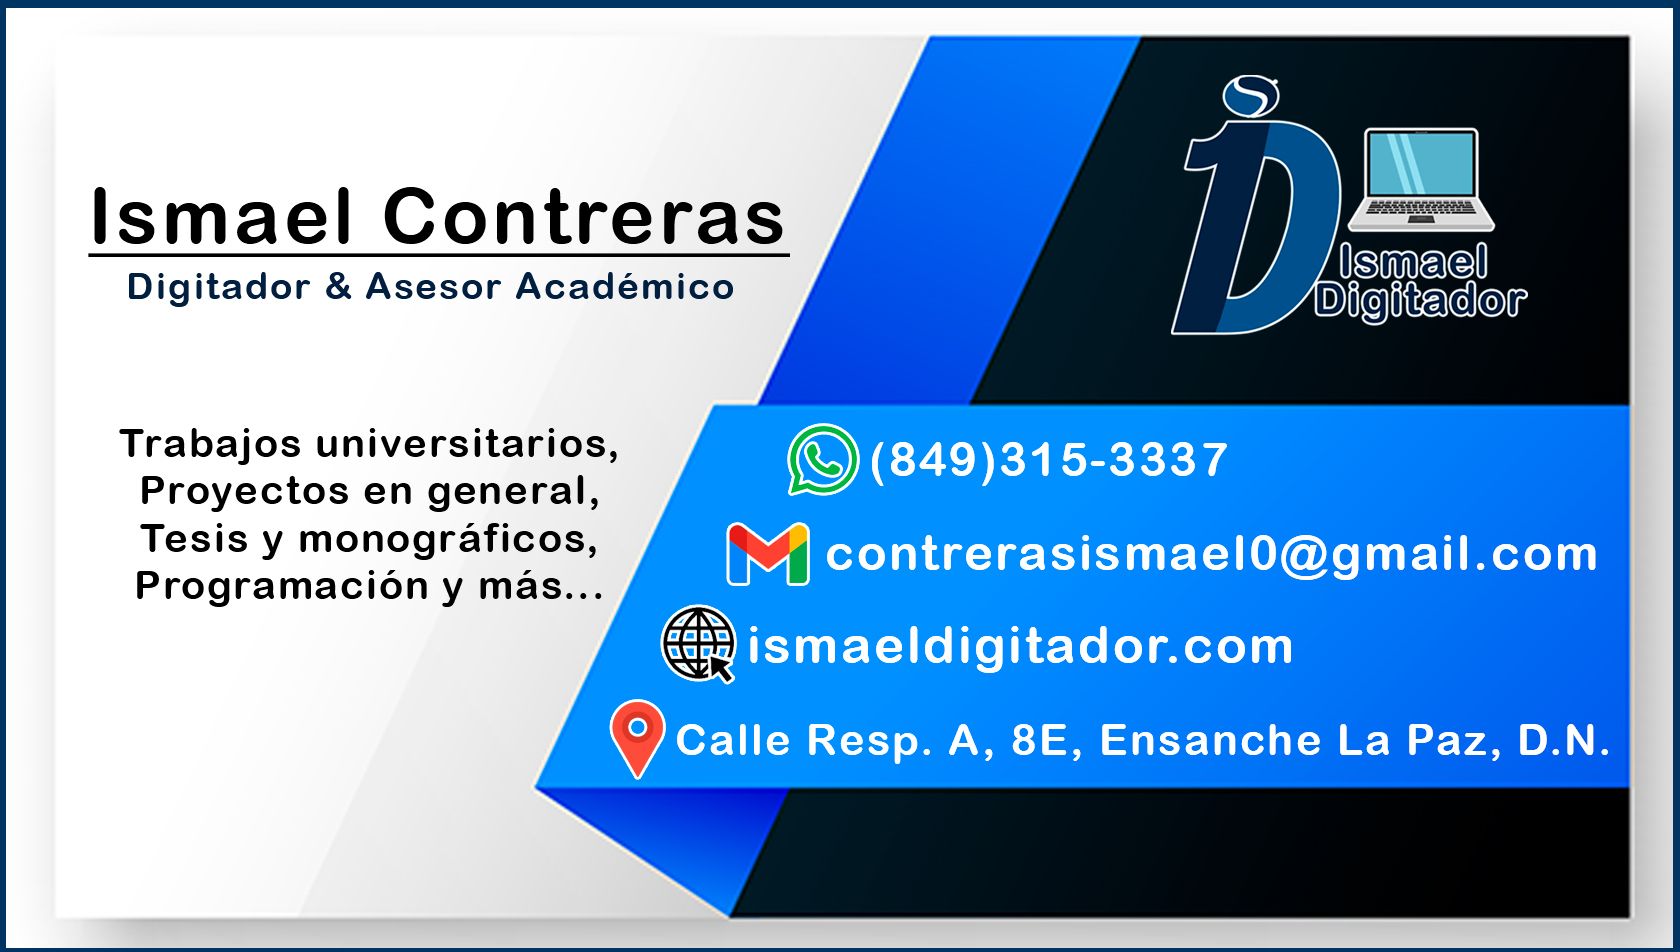 Ismael Contreras
Digitador & Asesor Académico
Trabajos universitarios,
Proyectos en general,
Tesis y monográficos,
Programación y más...
ID
Ismael
Digitador
(849)315-3337
contrerasismael0@gmail.com
ismaeldigitador.com
Calle Resp. A, 8E, Ensanche La Paz, D.N.